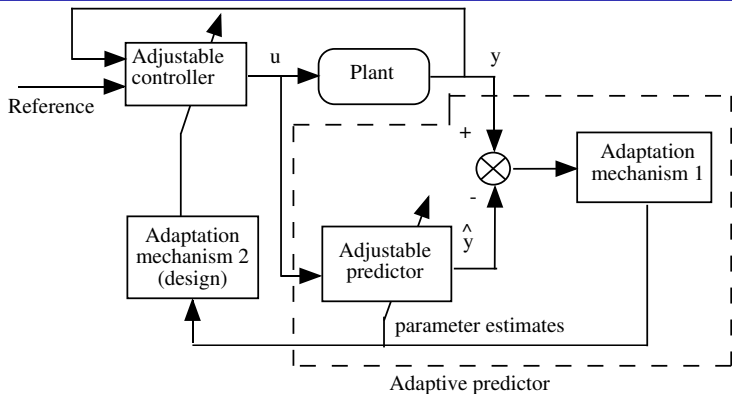 Adjustable
controller
u
Plant
y
Reference
+
Adaptation
mechanism 1
-
Adaptation
mechanism 2
(design)
Adjustable
predictor
^
y
parameter estimates
Adaptive predictor